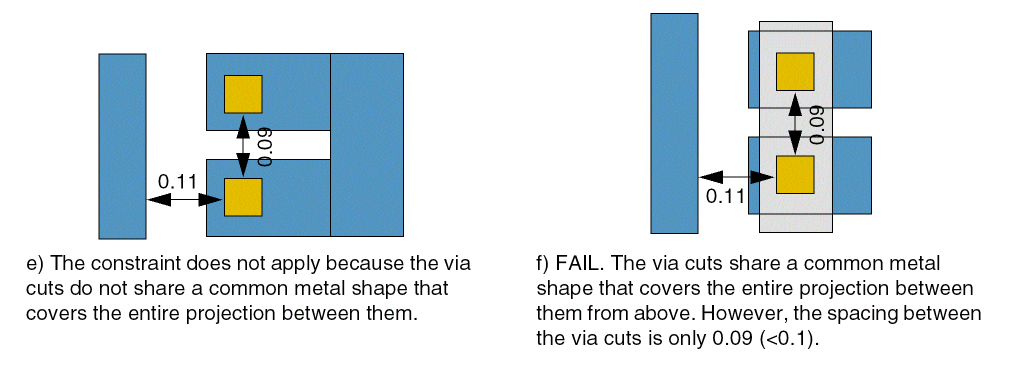 0.09
0.11
e) The constraint does not apply because the via
cuts do not share a common metal shape that
covers the entire projection between them.
0.09
0.11
f) FAIL. The via cuts share a common metal
shape that covers the entire projection between
them from above. However, the spacing between
the via cuts is only 0.09 (<0.1).